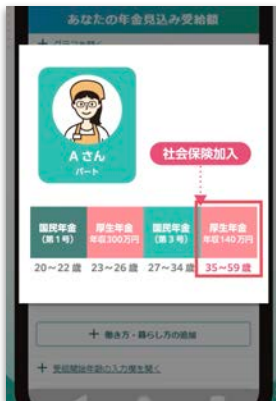 あなたの年金見込み受給額
Aさん
パート
社会保険加入
国民年金
(第1号)
厚生年金
年収300万円
国民年金
(第3号)
厚生年金
年収140万円
20~22歳
23~26歳
27~34歳
35~59歳
+ 働き方・暮らし方の追加
+ 受給開始年齢の入力欄を開く